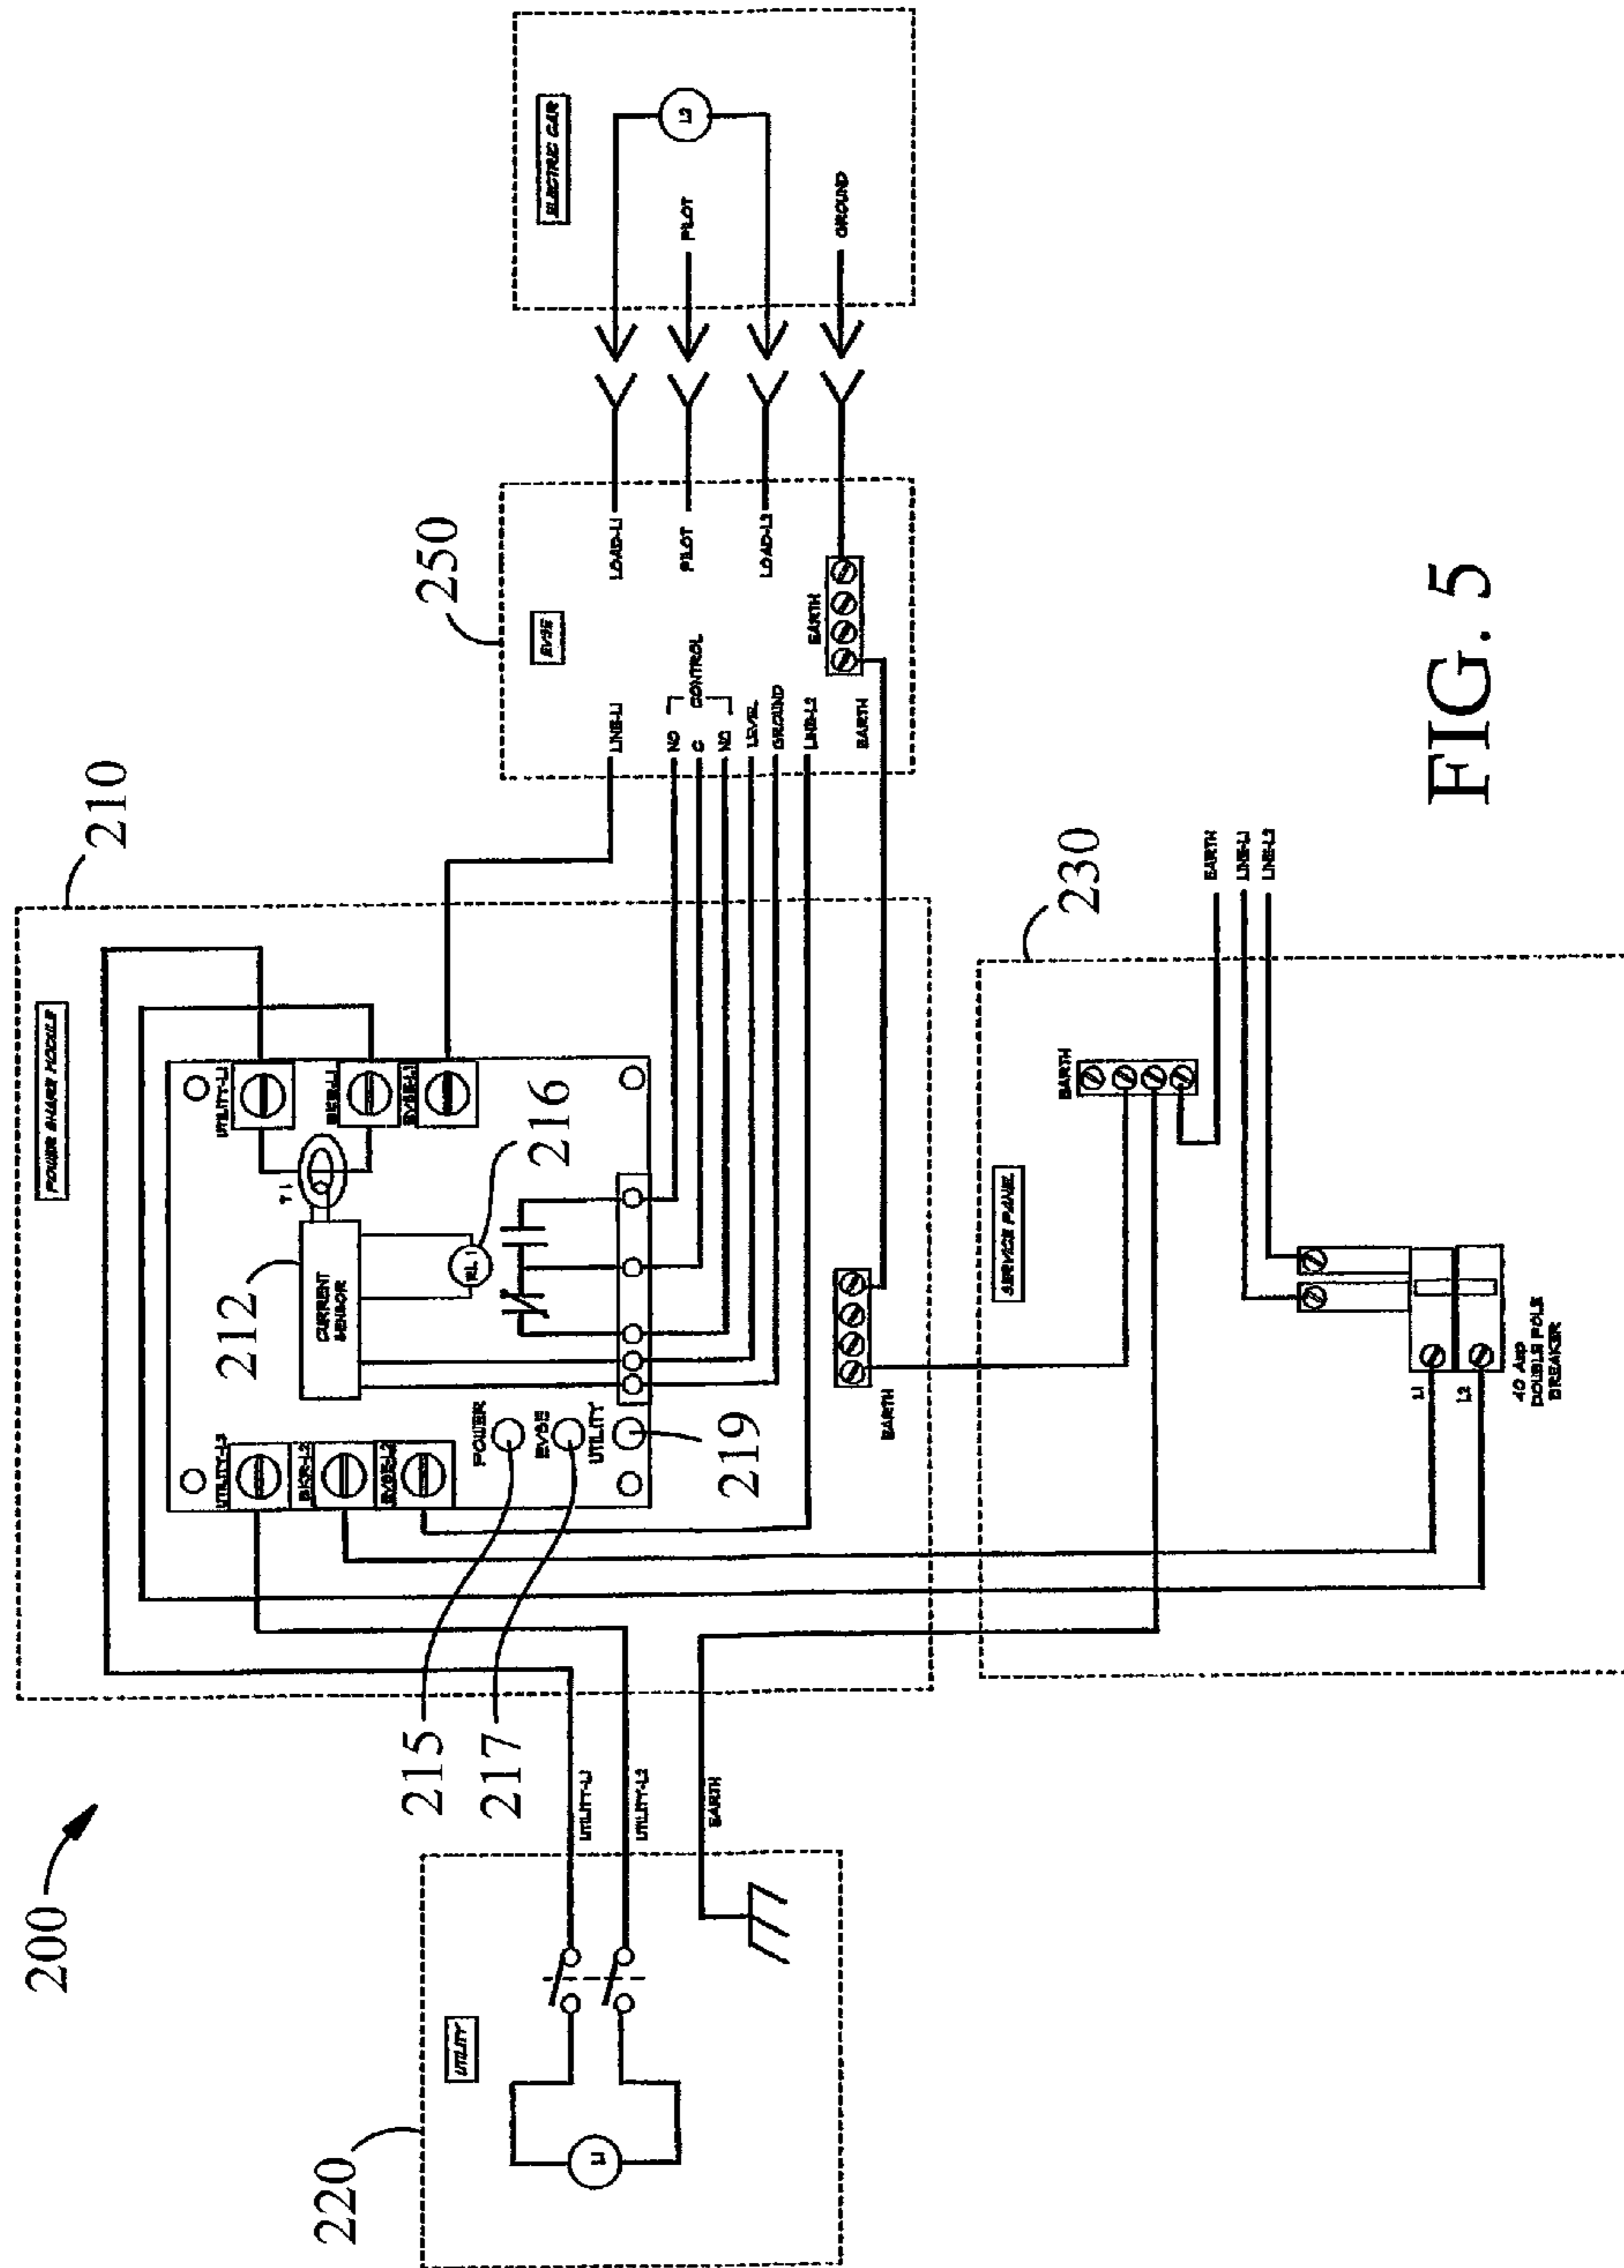 200
220
UTILITY
L1
UTILITY-L1
UTILITY-L2
EARTH
210
POWER SHARE MODULE
UTILITY-L2
BKR-L2
EVSE-L2
POWER
EVSE
UTILITY
215
217
219
212
CURRENT
SENSOR
T 1
RL 1
216
UTILITY-L1
BKR-L1
EVSE-L1
EARTH
250
EVSE
LINE-L1
NO
C
NC
CONTROL
LEVEL
GROUND
LINE-L2
EARTH
EARTH
LOAD-L1
PILOT
LOAD-L2
ELECTRIC CAR
L2
PILOT
GROUND
230
SERVICE PANEL
EARTH
L1
L2
40 Amp
DOUBLE POLE
BREAKER
EARTH
LINE-L1
LINE-L2
FIG. 5